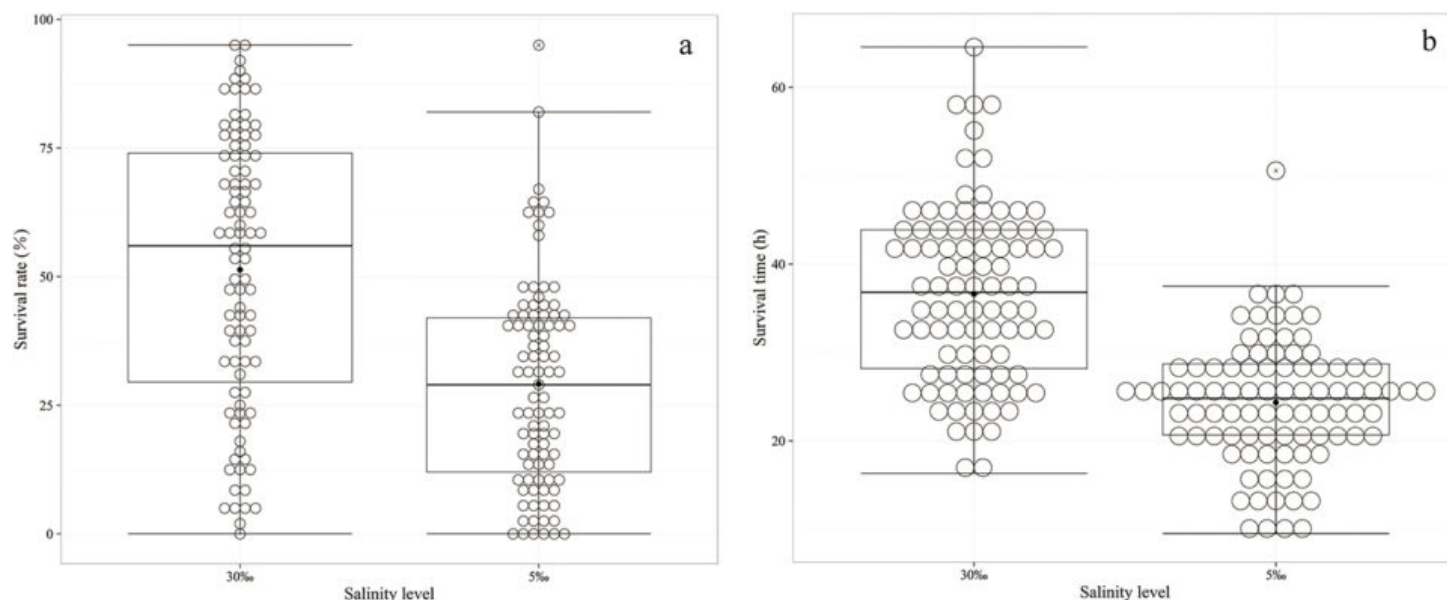 a
100
75
50
25
0
Survival rate (%)
30‰
5‰
Salinity level
b
60
40
20
Survival time (h)
30‰
5‰
Salinity level